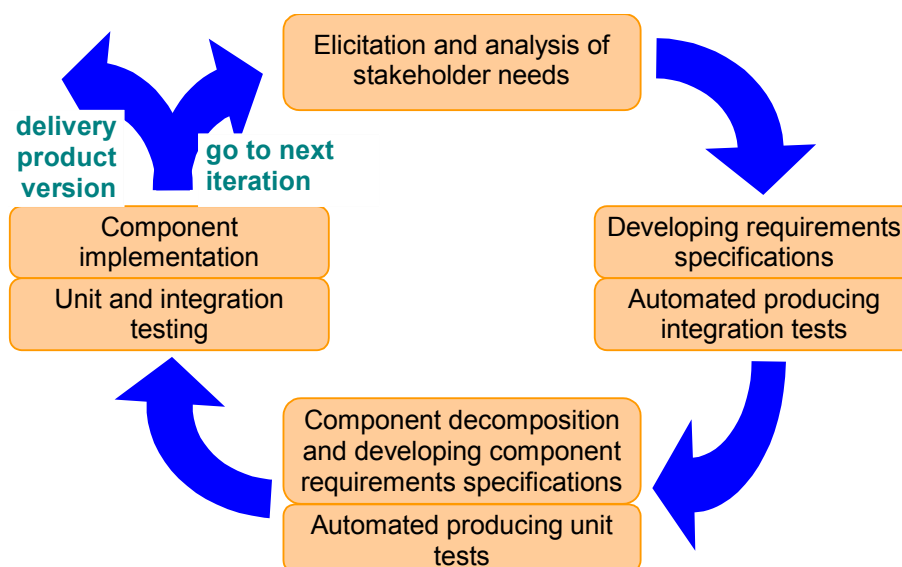 Elicitation and analysis of
stakeholder needs
delivery
product
version
go to next
iteration
Component
implementation
Unit and integration
testing
Developing requirements
specifications
Automated producing
integration tests
Component decomposition
and developing component
requirements specifications
Automated producing unit
tests